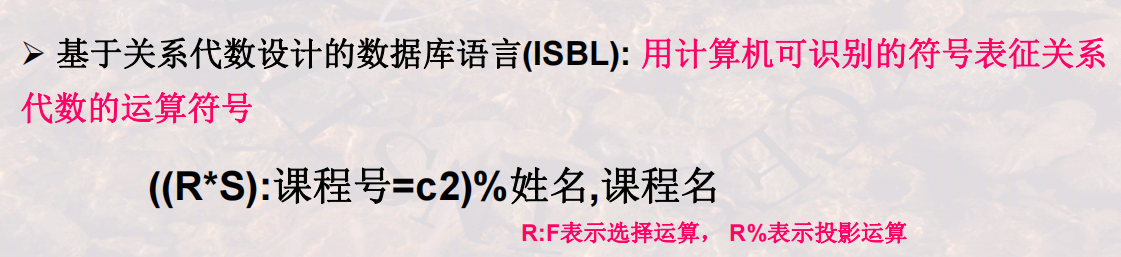 ➢ 基于关系代数设计的数据库语言(ISBL): 用计算机可识别的符号表征关系
代数的运算符号
((R*S):课程号=c2)%姓名,课程名
R:F表示选择运算， R%表示投影运算